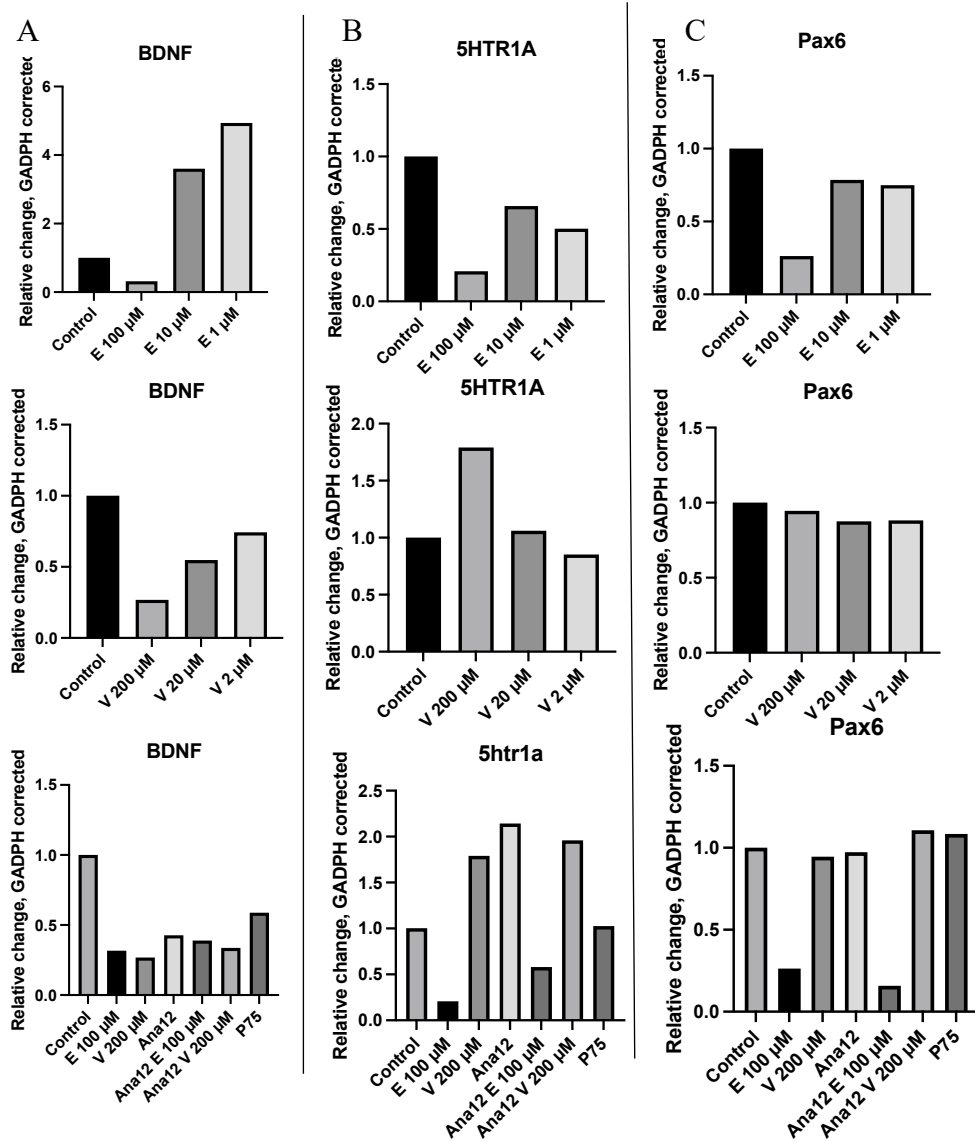 A
BDNF
Relative change, GADPH corrected
6
4
2
0
Control
E 100 µM
E 10 µM
E 1 µM
BDNF
Relative change, GADPH corrected
1.5
1.0
0.5
0.0
Control
V 200 µM
V 20 µM
V 2 µM
BDNF
Relative change, GADPH corrected
1.5
1.0
0.5
0.0
Control
E 100 µM
V 200 µM
Ana12
Ana12 E 100 µM
Ana12 V 200 µM
P75
B
5HTR1A
Relative change, GADPH correcte
1.5
1.0
0.5
0.0
Control
E 100 µM
E 10 µM
E 1 µM
5HTR1A
Relative change, GADPH corrected
2.0
1.5
1.0
0.5
0.0
Control
V 200 µM
V 20 µM
V 2 µM
5htr1a
Relative change, GADPH corrected
2.5
2.0
1.5
1.0
0.5
0.0
Control
E 100 µM
V 200 µM
Ana12
Ana12 E 100 µM
Ana12 V 200 µM
P75
C
Pax6
Relative change, GADPH corrected
1.5
1.0
0.5
0.0
Control
E 100 µM
E 10 µM
E 1 µM
Pax6
Relative change, GADPH corrected
1.5
1.0
0.5
0.0
Control
V 200 µM
V 20 µM
V 2 µM
Pax6
Relative change, GADPH corrected
1.5
1.0
0.5
0.0
Control
E 100 µM
V 200 µM
Ana12
Ana12 E 100 µM
Ana12 V 200 µM
P75